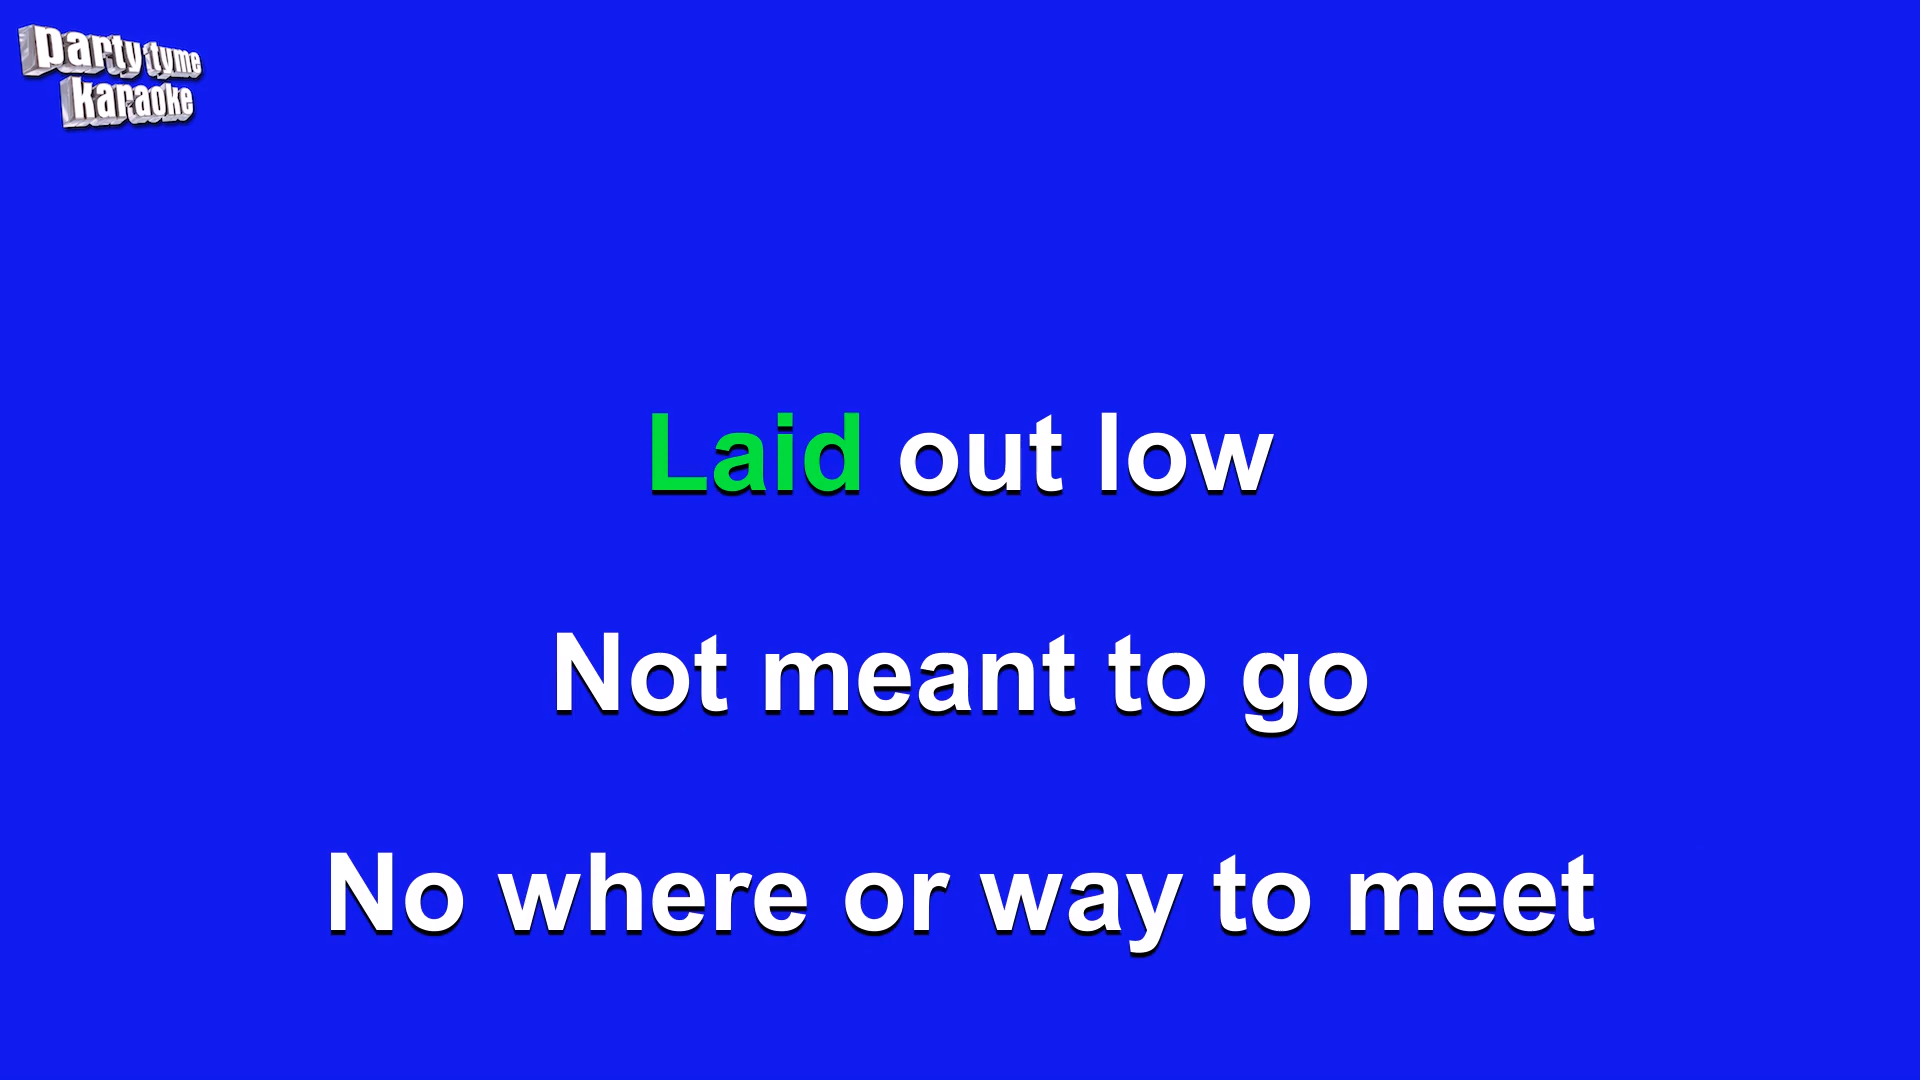 party tyme
karaoke
Laid out low
Not meant to go
No where or way to meet